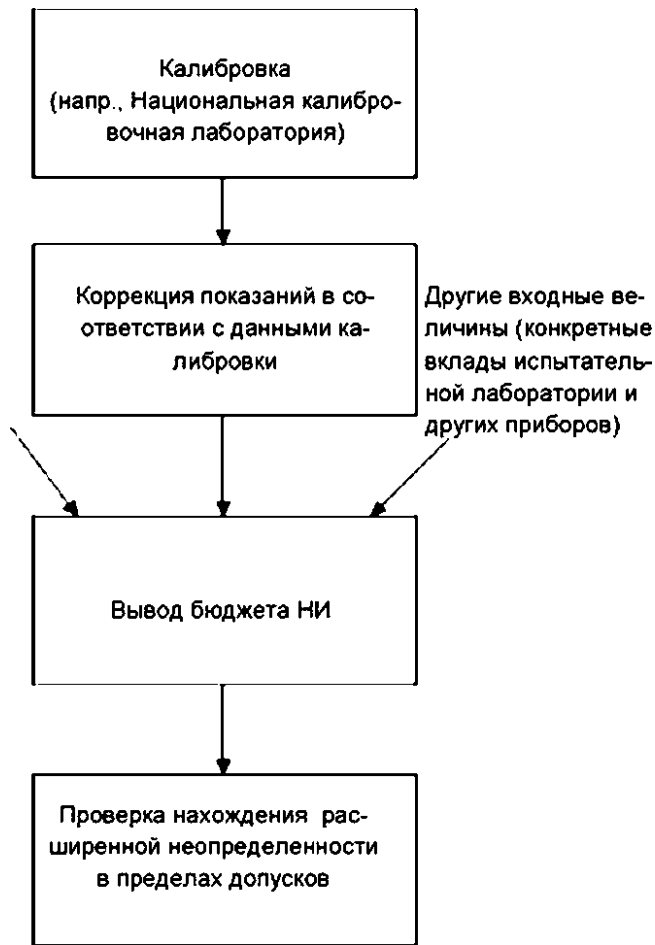 Калибровка
(напр., Национальная калибро-
вочная лаборатория)
Коррекция показаний в со-
ответствии с данными ка-
либровки
Другие входные ве-
личины (конкретные
вклады испытатель-
ной лаборатории и
других приборов)
Вывод бюджета НИ
Проверка нахождения рас-
ширенной неопределенности
в пределах допусков